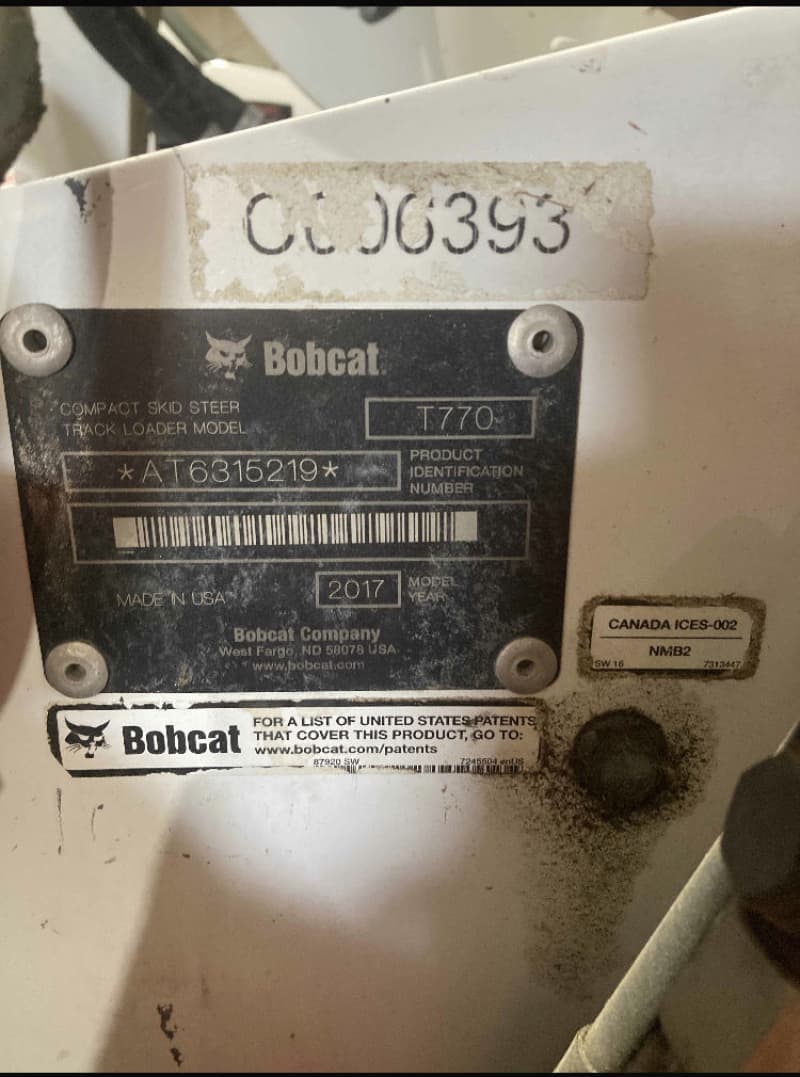 Bobcat
COMPACT SKID STEER
TRACK LOADER MODEL
T770
*AT6315219*
PRODUCT
IDENTIFICATION
NUMBER
MADE IN USA
2017
MODEL
YEAR
Bobcat Company
West Fargo, ND 58078 USA
www.bobcat.com
CANADA ICES-002
NMB2
SW 16
7313447
Bobcat
FOR A LIST OF UNITED STATES PATENTS
THAT COVER THIS PRODUCT, GO TO:
www.bobcat.com/patents
87920 SW
7245604 enUS